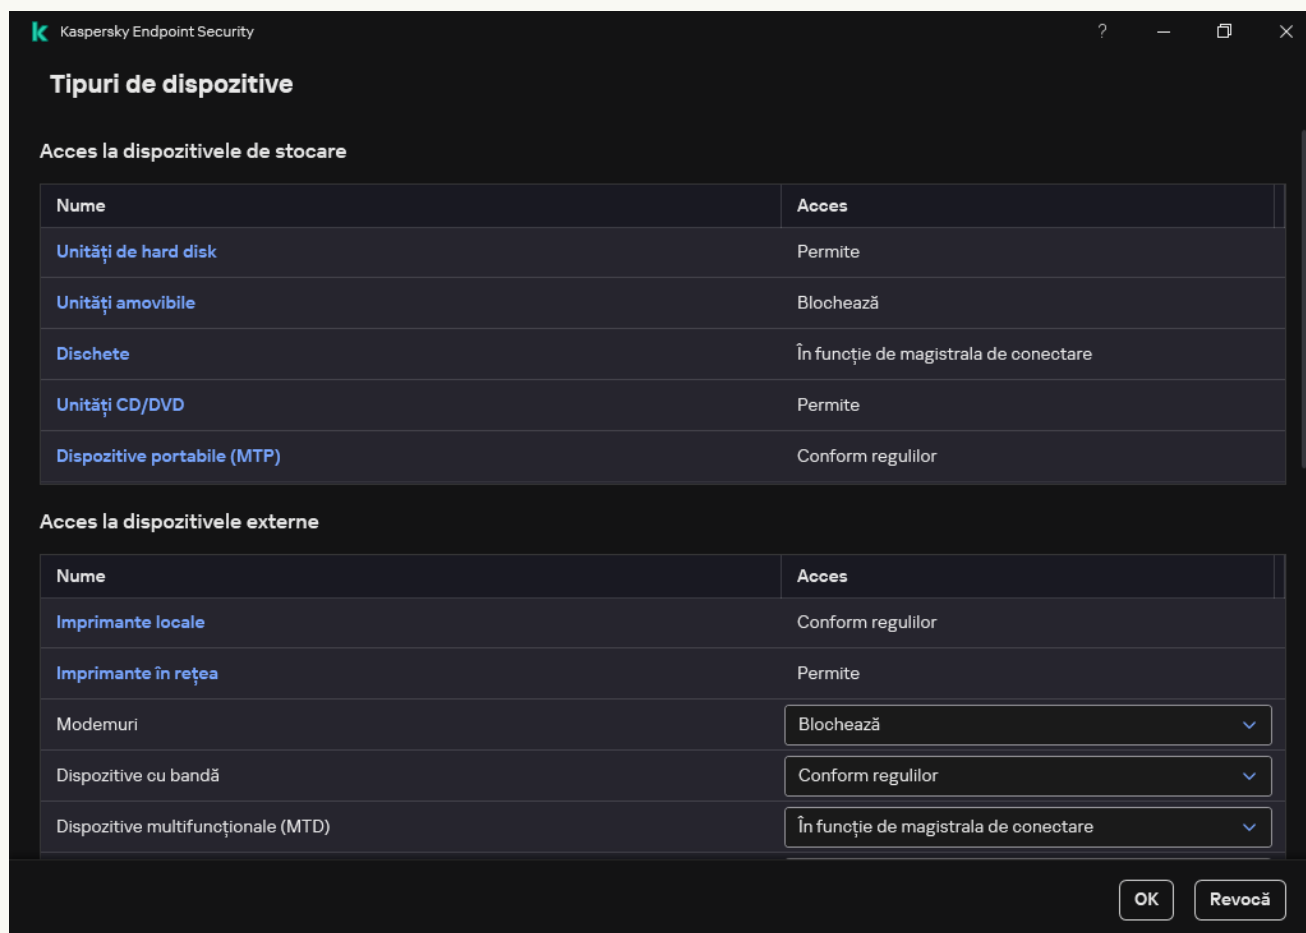 Kaspersky Endpoint Security
Tipuri de dispozitive
Acces la dispozitivele de stocare
Nume Acces
Unități de hard disk Permite
Unități amovibile Blochează
Dischete În funcție de magistrala de conectare
Unități CD/DVD Permite
Dispozitive portabile (MTP) Conform regulilor
Acces la dispozitivele externe
Nume Acces
Imprimante locale Conform regulilor
Imprimante în rețea Permite
Modemuri Blochează
Dispozitive cu bandă Conform regulilor
Dispozitive multifuncționale (MTD) În funcție de magistrala de conectare
OK Revocă